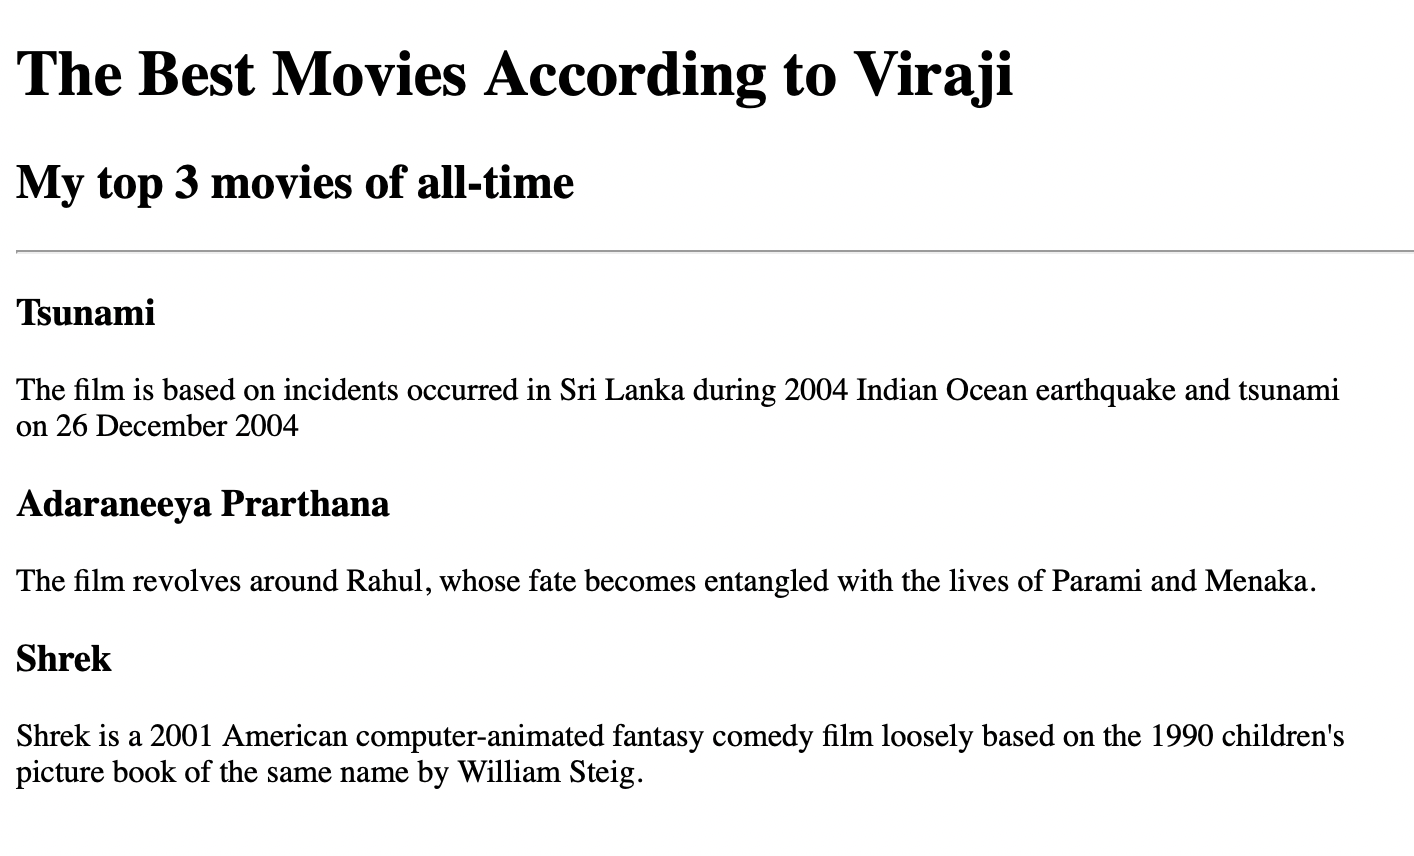 The Best Movies According to Viraji
My top 3 movies of all-time
Tsunami
The film is based on incidents occurred in Sri Lanka during 2004 Indian Ocean earthquake and tsunami
on 26 December 2004
Adaraneeya Prarthana
The film revolves around Rahul, whose fate becomes entangled with the lives of Parami and Menaka.
Shrek
Shrek is a 2001 American computer-animated fantasy comedy film loosely based on the 1990 children's
picture book of the same name by William Steig.